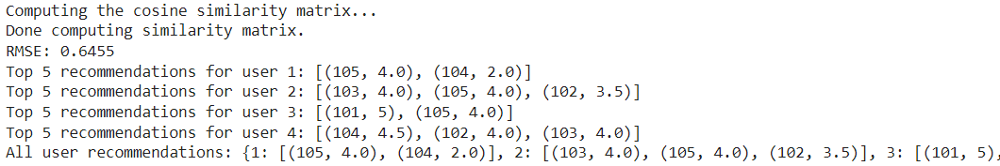 Computing the cosine similarity matrix...
Done computing similarity matrix.
RMSE: 0.6455
Top 5 recommendations for user 1: [(105, 4.0), (104, 2.0)]
Top 5 recommendations for user 2: [(103, 4.0), (105, 4.0), (102, 3.5)]
Top 5 recommendations for user 3: [(101, 5), (105, 4.0)]
Top 5 recommendations for user 4: [(104, 4.5), (102, 4.0), (103, 4.0)]
All user recommendations: {1: [(105, 4.0), (104, 2.0)], 2: [(103, 4.0), (105, 4.0), (102, 3.5)], 3: [(101, 5),